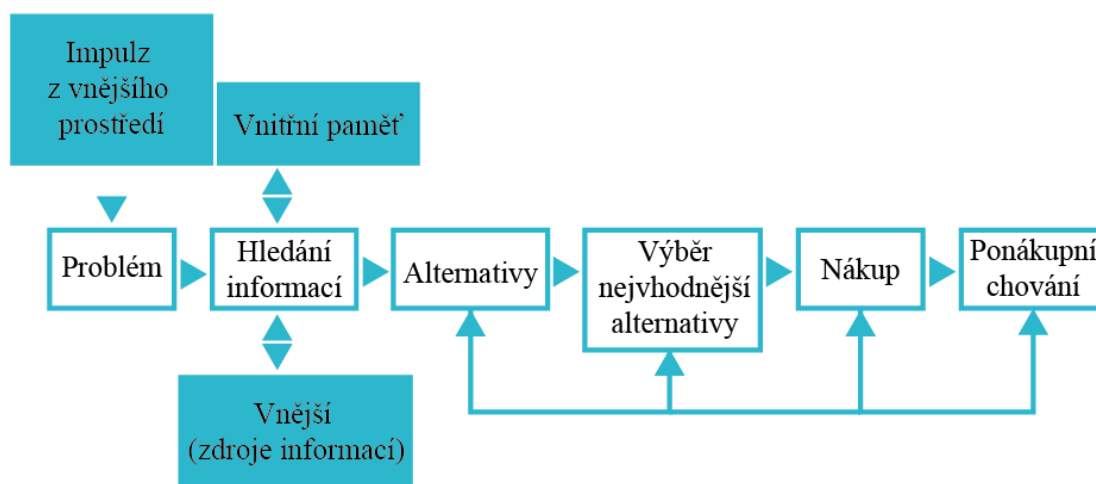 Impulz
z vnějšího
prostředí
Vnitřní paměť
Problém
Hledání
informací
Alternativy
Výběr
nejvhodnější
alternativy
Nákup
Ponákupní
chování
Vnější
(zdroje informací)